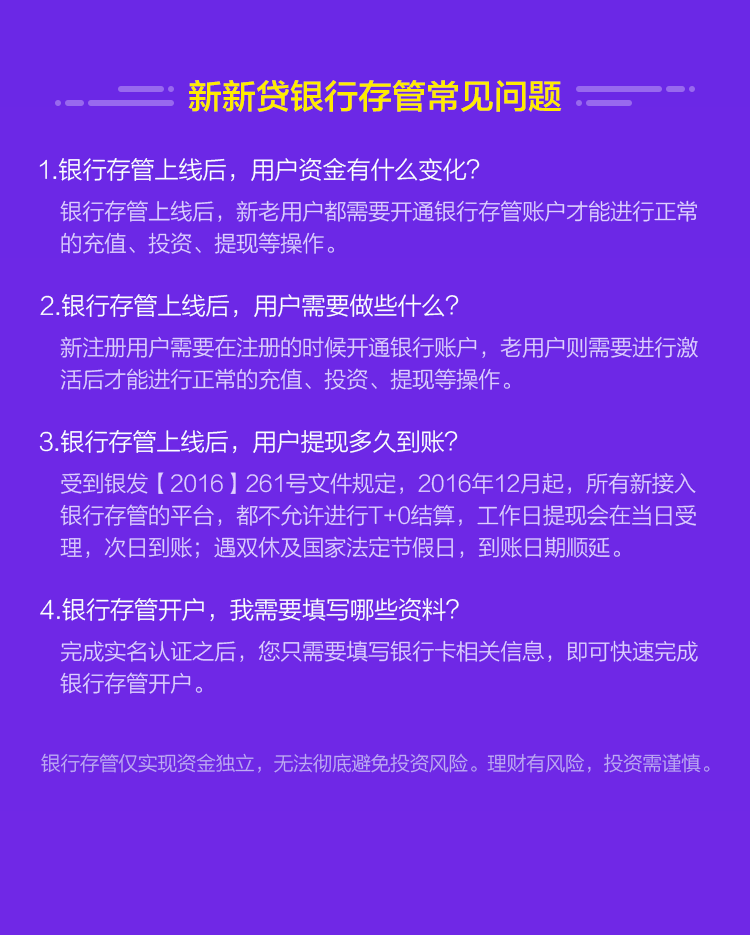 新新贷银行存管常见问题
1.银行存管上线后，用户资金有什么变化？
银行存管上线后，新老用户都需要开通银行存管账户才能进行正常
的充值、投资、提现等操作。
2.银行存管上线后，用户需要做些什么？
新注册用户需要在注册的时候开通银行账户，老用户则需要进行激
活后才能进行正常的充值、投资、提现等操作。
3.银行存管上线后，用户提现多久到账？
受到银发【2016】261号文件规定，2016年12月起，所有新接入
银行存管的平台，都不允许进行T+0结算，工作日提现会在当日受
理，次日到账；遇双休及国家法定节假日，到账日期顺延。
4.银行存管开户，我需要填写哪些资料？
完成实名认证之后，您只需要填写银行卡相关信息，即可快速完成
银行存管开户。
银行存管仅实现资金独立，无法彻底避免投资风险。理财有风险，投资需谨慎。